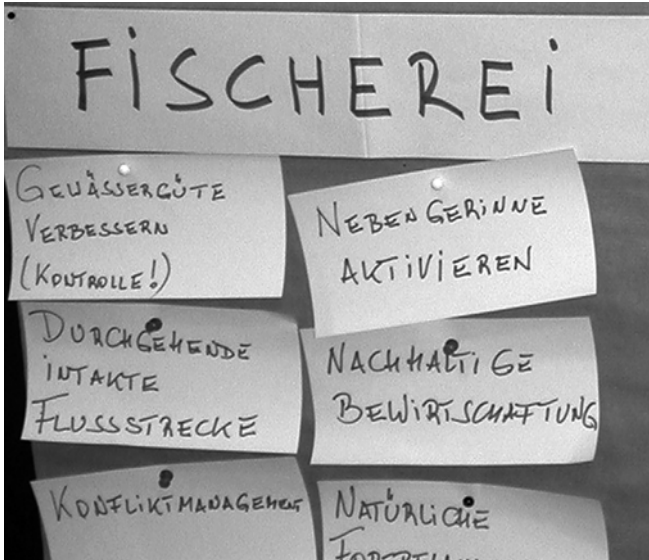 FISCHEREI
GEWÄSSERGÜTE
VERBESSERN
(KONTROLLE!)
NEBENGERINNE
AKTIVIEREN
DURCHGEHENDE
INTAKTE
FLUSSSTRECKE
NACHHALTIGE
BEWIRTSCHAFTUNG
KONFLIKTMANAGEMENT
NATÜRLICHE